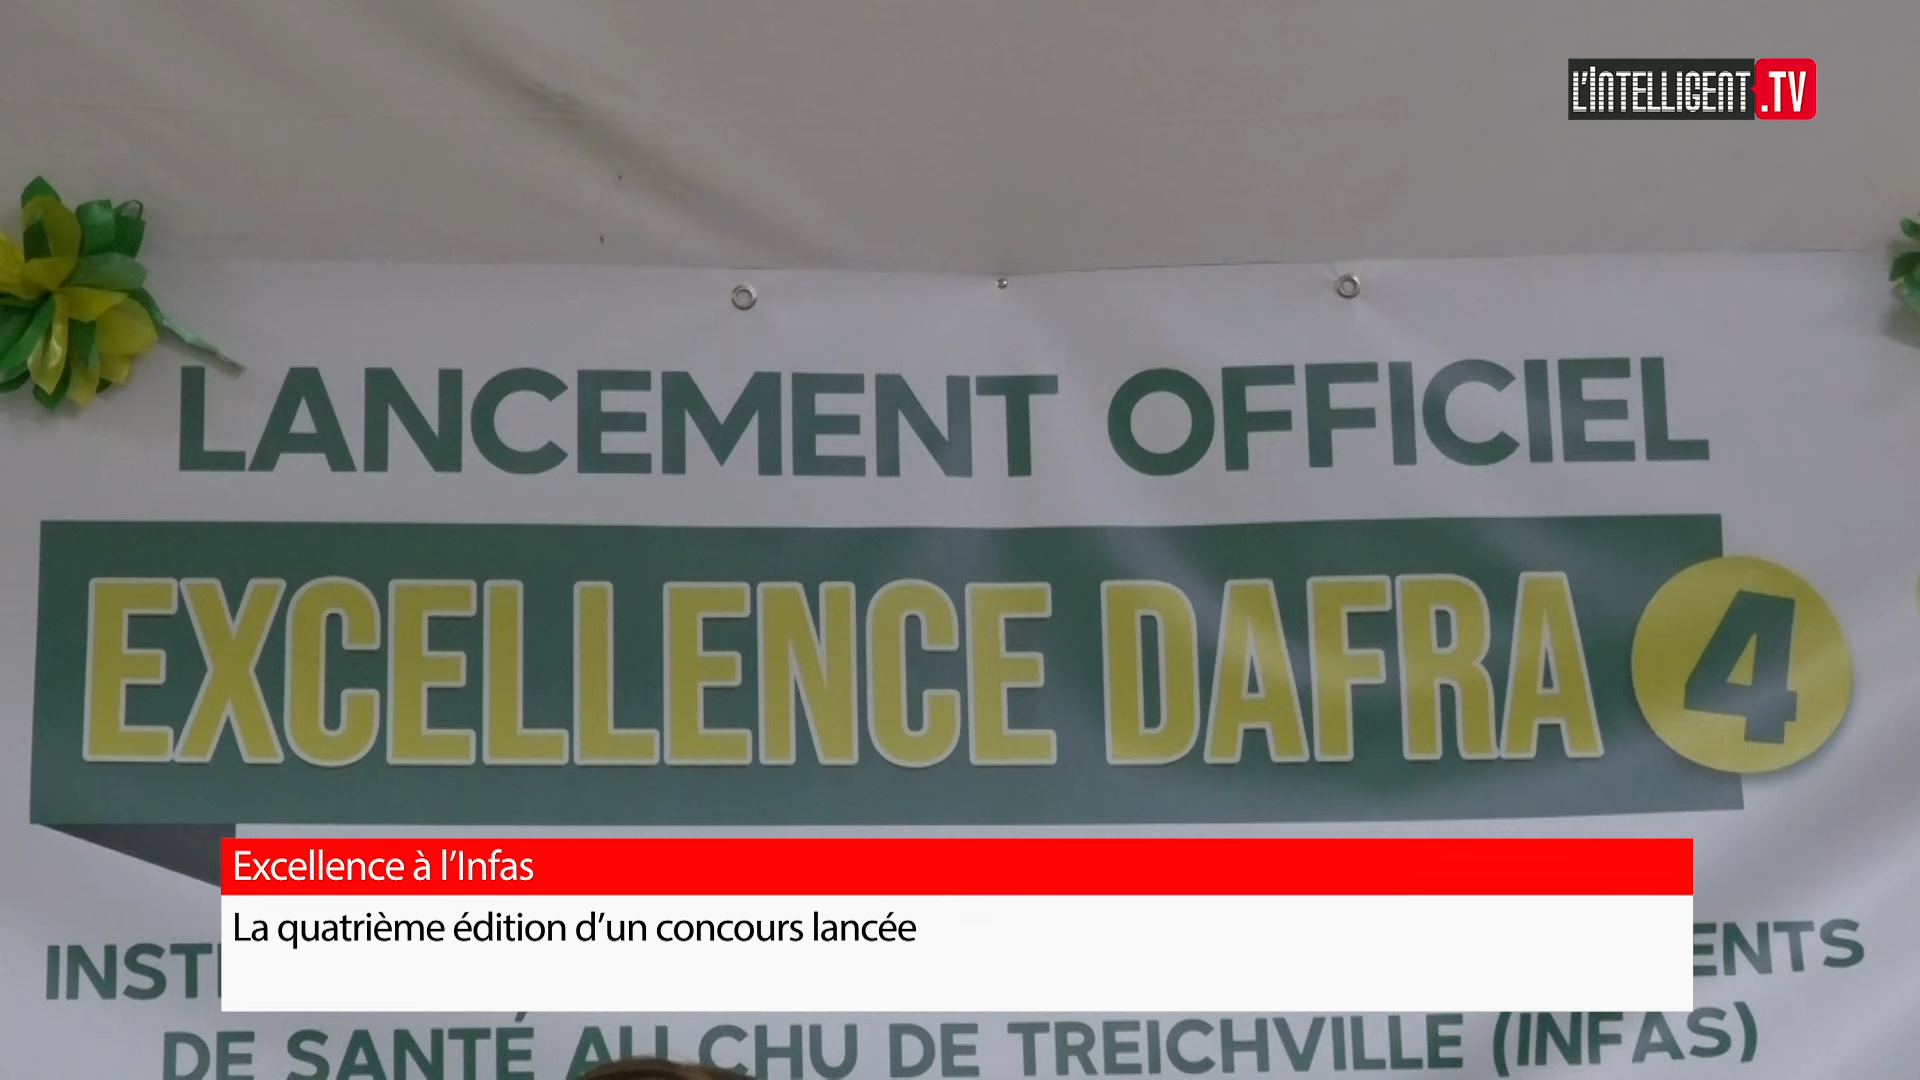 L'INTELLIGENT .TV
LANCEMENT OFFICIEL
EXCELLENCE DAFRA 4
Excellence à l'Infas
La quatrième édition d'un concours lancée
DE SANTÉ AU CHU DE TREICHVILLE (INFAS)